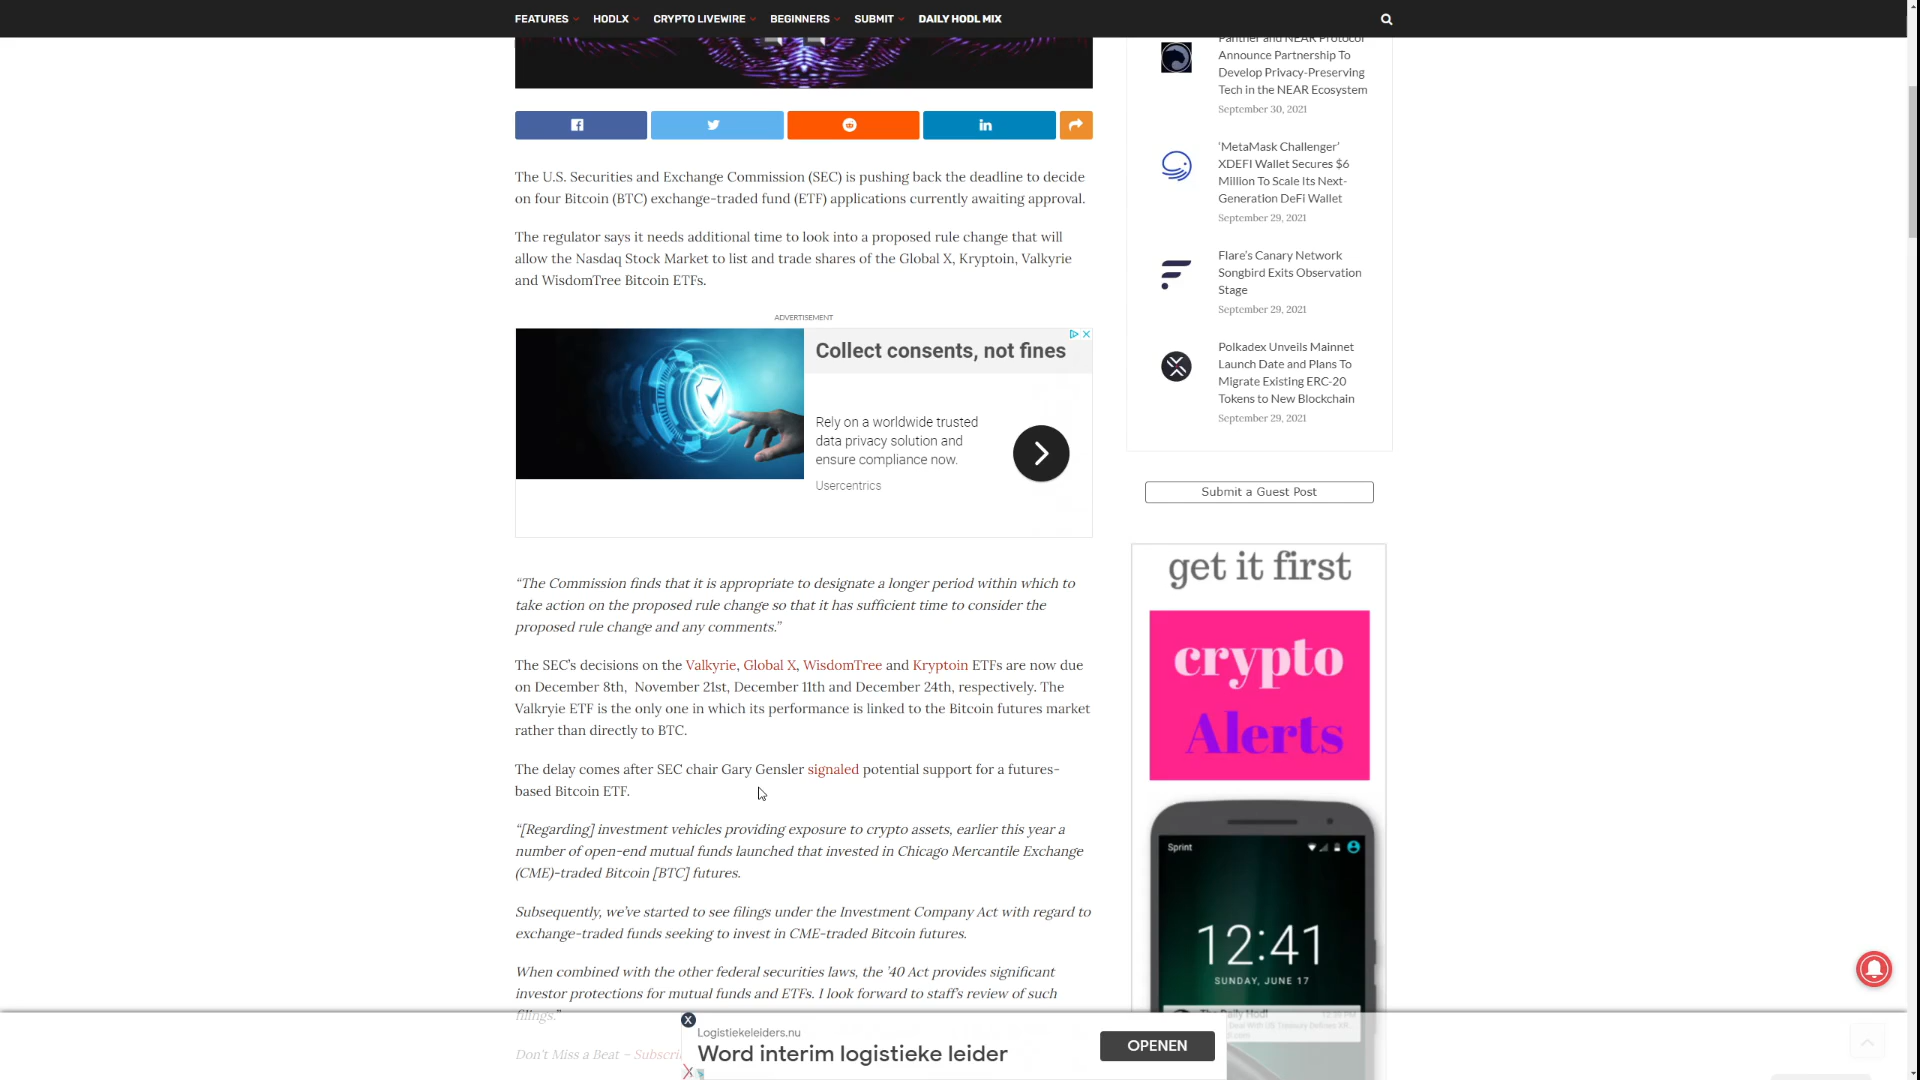 FEATURES HODLX CRYPTO LIVEWIRE BEGINNERS SUBMIT DAILY HODL MIX
The U.S. Securities and Exchange Commission (SEC) is pushing back the deadline to decide
on four Bitcoin (BTC) exchange-traded fund (ETF) applications currently awaiting approval.
The regulator says it needs additional time to look into a proposed rule change that will
allow the Nasdaq Stock Market to list and trade shares of the Global X, Kryptoin, Valkyrie
and WisdomTree Bitcoin ETFs.
ADVERTISEMENT
Collect consents, not fines
Rely on a worldwide trusted
data privacy solution and
ensure compliance now.
Usercentrics
“The Commission finds that it is appropriate to designate a longer period within which to
take action on the proposed rule change so that it has sufficient time to consider the
proposed rule change and any comments.”
The SEC’s decisions on the Valkyrie, Global X, WisdomTree and Kryptoin ETFs are now due
on December 8th, November 21st, December 11th and December 24th, respectively. The
Valkryie ETF is the only one in which its performance is linked to the Bitcoin futures market
rather than directly to BTC.
The delay comes after SEC chair Gary Gensler signaled potential support for a futures-
based Bitcoin ETF.
“[Regarding] investment vehicles providing exposure to crypto assets, earlier this year a
number of open-end mutual funds launched that invested in Chicago Mercantile Exchange
(CME)-traded Bitcoin [BTC] futures.
Subsequently, we’ve started to see filings under the Investment Company Act with regard to
exchange-traded funds seeking to invest in CME-traded Bitcoin futures.
When combined with the other federal securities laws, the ’40 Act provides significant
investor protections for mutual funds and ETFs. I look forward to staff’s review of such
filings.”
Don't Miss a Beat –
Panther and NEAR Protocol
Announce Partnership To
Develop Privacy-Preserving
Tech in the NEAR Ecosystem
September 30, 2021
‘MetaMask Challenger’
XDEFI Wallet Secures $6
Million To Scale Its Next-
Generation DeFi Wallet
September 29, 2021
Flare’s Canary Network
Songbird Exits Observation
Stage
September 29, 2021
Polkadex Unveils Mainnet
Launch Date and Plans To
Migrate Existing ERC-20
Tokens to New Blockchain
September 29, 2021
Submit a Guest Post
get it first
crypto
Alerts
Sprint
12:41
SUNDAY, JUNE 17
The Daily Hodl
Logistiekeleiders.nu
Word interim logistieke leider
OPENEN